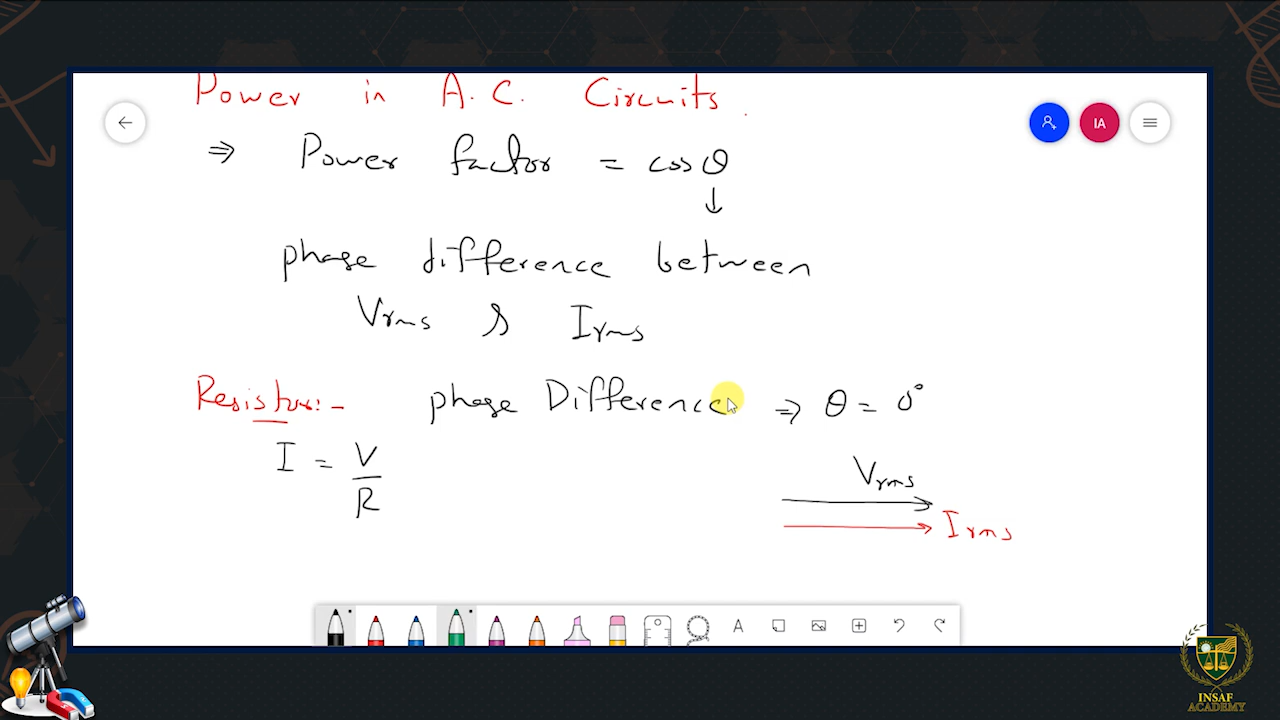 Power in A.C. Circuits
⇒ Power factor = cos θ
↓
phase difference between
Vrms & Irms
Resistor:- phase Difference ⇒ θ = 0°
I = V/R
Vrms
Irms
IA
A
INSAF
ACADEMY